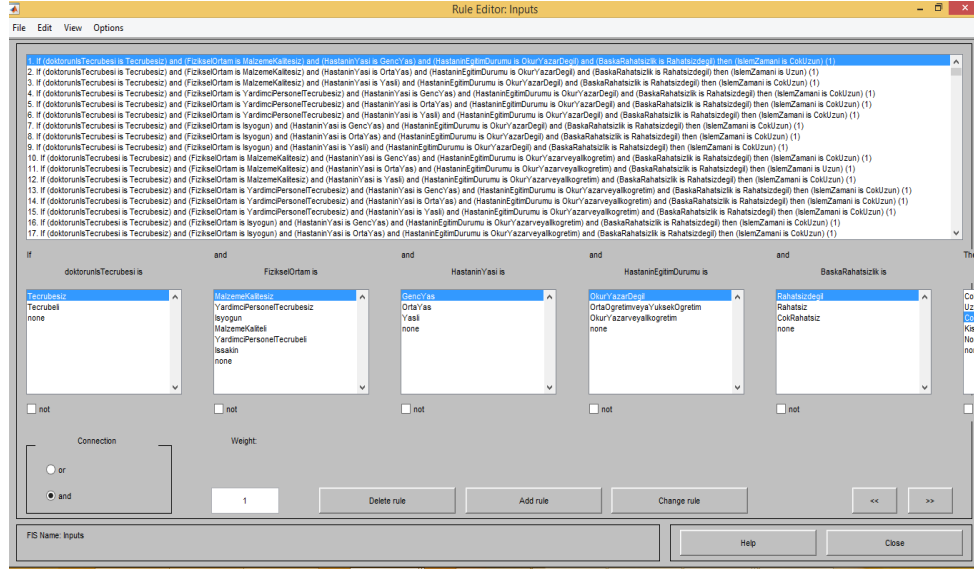 Rule Editor: Inputs
File Edit View Options
1. If (doktorunIsTecrubesi is Tecrubesiz) and (FizikselOrtam is MalzemeKalitesiz) and (HastaninYasi is GencYas) and (HastaninEgitimDurumu is OkurYazarDegil) and (BaskaRahatsizlik is Rahatsizdegil) then (IslemZamani is CokUzun) (1)
2. If (doktorunIsTecrubesi is Tecrubesiz) and (FizikselOrtam is MalzemeKalitesiz) and (HastaninYasi is OrtaYas) and (HastaninEgitimDurumu is OkurYazarDegil) and (BaskaRahatsizlik is Rahatsizdegil) then (IslemZamani is Uzun) (1)
3. If (doktorunIsTecrubesi is Tecrubesiz) and (FizikselOrtam is MalzemeKalitesiz) and (HastaninYasi is Yasli) and (HastaninEgitimDurumu is OkurYazarDegil) and (BaskaRahatsizlik is Rahatsizdegil) then (IslemZamani is CokUzun) (1)
4. If (doktorunIsTecrubesi is Tecrubesiz) and (FizikselOrtam is YardimciPersonelTecrubesiz) and (HastaninYasi is GencYas) and (HastaninEgitimDurumu is OkurYazarDegil) and (BaskaRahatsizlik is Rahatsizdegil) then (IslemZamani is CokUzun) (1)
5. If (doktorunIsTecrubesi is Tecrubesiz) and (FizikselOrtam is YardimciPersonelTecrubesiz) and (HastaninYasi is OrtaYas) and (HastaninEgitimDurumu is OkurYazarDegil) and (BaskaRahatsizlik is Rahatsizdegil) then (IslemZamani is CokUzun) (1)
6. If (doktorunIsTecrubesi is Tecrubesiz) and (FizikselOrtam is YardimciPersonelTecrubesiz) and (HastaninYasi is Yasli) and (HastaninEgitimDurumu is OkurYazarDegil) and (BaskaRahatsizlik is Rahatsizdegil) then (IslemZamani is CokUzun) (1)
7. If (doktorunIsTecrubesi is Tecrubesiz) and (FizikselOrtam is Isyogun) and (HastaninYasi is GencYas) and (HastaninEgitimDurumu is OkurYazarDegil) and (BaskaRahatsizlik is Rahatsizdegil) then (IslemZamani is CokUzun) (1)
8. If (doktorunIsTecrubesi is Tecrubesiz) and (FizikselOrtam is Isyogun) and (HastaninYasi is OrtaYas) and (HastaninEgitimDurumu is OkurYazarDegil) and (BaskaRahatsizlik is Rahatsizdegil) then (IslemZamani is CokUzun) (1)
9. If (doktorunIsTecrubesi is Tecrubesiz) and (FizikselOrtam is Isyogun) and (HastaninYasi is Yasli) and (HastaninEgitimDurumu is OkurYazarDegil) and (BaskaRahatsizlik is Rahatsizdegil) then (IslemZamani is CokUzun) (1)
10. If (doktorunIsTecrubesi is Tecrubesiz) and (FizikselOrtam is MalzemeKalitesiz) and (HastaninYasi is GencYas) and (HastaninEgitimDurumu is OkurYazarveyaIlkogretim) and (BaskaRahatsizlik is Rahatsizdegil) then (IslemZamani is CokUzun) (1)
11. If (doktorunIsTecrubesi is Tecrubesiz) and (FizikselOrtam is MalzemeKalitesiz) and (HastaninYasi is OrtaYas) and (HastaninEgitimDurumu is OkurYazarveyaIlkogretim) and (BaskaRahatsizlik is Rahatsizdegil) then (IslemZamani is Uzun) (1)
12. If (doktorunIsTecrubesi is Tecrubesiz) and (FizikselOrtam is MalzemeKalitesiz) and (HastaninYasi is Yasli) and (HastaninEgitimDurumu is OkurYazarveyaIlkogretim) and (BaskaRahatsizlik is Rahatsizdegil) then (IslemZamani is CokUzun) (1)
13. If (doktorunIsTecrubesi is Tecrubesiz) and (FizikselOrtam is YardimciPersonelTecrubesiz) and (HastaninYasi is GencYas) and (HastaninEgitimDurumu is OkurYazarveyaIlkogretim) and (BaskaRahatsizlik is Rahatsizdegil) then (IslemZamani is CokUzun) (1)
14. If (doktorunIsTecrubesi is Tecrubesiz) and (FizikselOrtam is YardimciPersonelTecrubesiz) and (HastaninYasi is OrtaYas) and (HastaninEgitimDurumu is OkurYazarveyaIlkogretim) and (BaskaRahatsizlik is Rahatsizdegil) then (IslemZamani is CokUzun) (1)
15. If (doktorunIsTecrubesi is Tecrubesiz) and (FizikselOrtam is YardimciPersonelTecrubesiz) and (HastaninYasi is Yasli) and (HastaninEgitimDurumu is OkurYazarveyaIlkogretim) and (BaskaRahatsizlik is Rahatsizdegil) then (IslemZamani is CokUzun) (1)
16. If (doktorunIsTecrubesi is Tecrubesiz) and (FizikselOrtam is Isyogun) and (HastaninYasi is GencYas) and (HastaninEgitimDurumu is OkurYazarveyaIlkogretim) and (BaskaRahatsizlik is Rahatsizdegil) then (IslemZamani is CokUzun) (1)
17. If (doktorunIsTecrubesi is Tecrubesiz) and (FizikselOrtam is Isyogun) and (HastaninYasi is OrtaYas) and (HastaninEgitimDurumu is OkurYazarveyaIlkogretim) and (BaskaRahatsizlik is Rahatsizdegil) then (IslemZamani is CokUzun) (1)
If and and and and The
doktorunIsTecrubesi is FizikselOrtam is HastaninYasi is HastaninEgitimDurumu is BaskaRahatsizlik is
Tecrubesiz MalzemeKalitesiz GencYas OkurYazarDegil Rahatsizdegil Co
Tecrubeli YardimciPersonelTecrubesiz OrtaYas OrtaOgretimveyaYuksekOgretim Rahatsiz Uz
none Isyogun Yasli OkurYazarveyaIlkogretim CokRahatsiz Co
MalzemeKaliteli none none none Kis
YardimciPersonelTecrubeli No
Issakin non
none
not not not not not
Connection Weight:
or
and 1 Delete rule Add rule Change rule << >>
FIS Name: Inputs Help Close